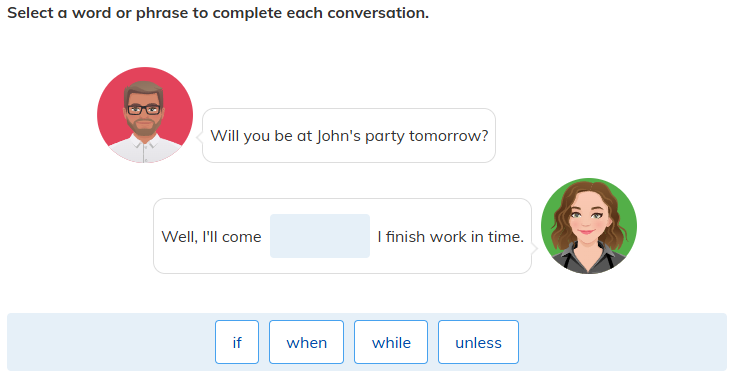 Select a word or phrase to complete each conversation.
Will you be at John's party tomorrow?
Well, I'll come I finish work in time.
if when while unless